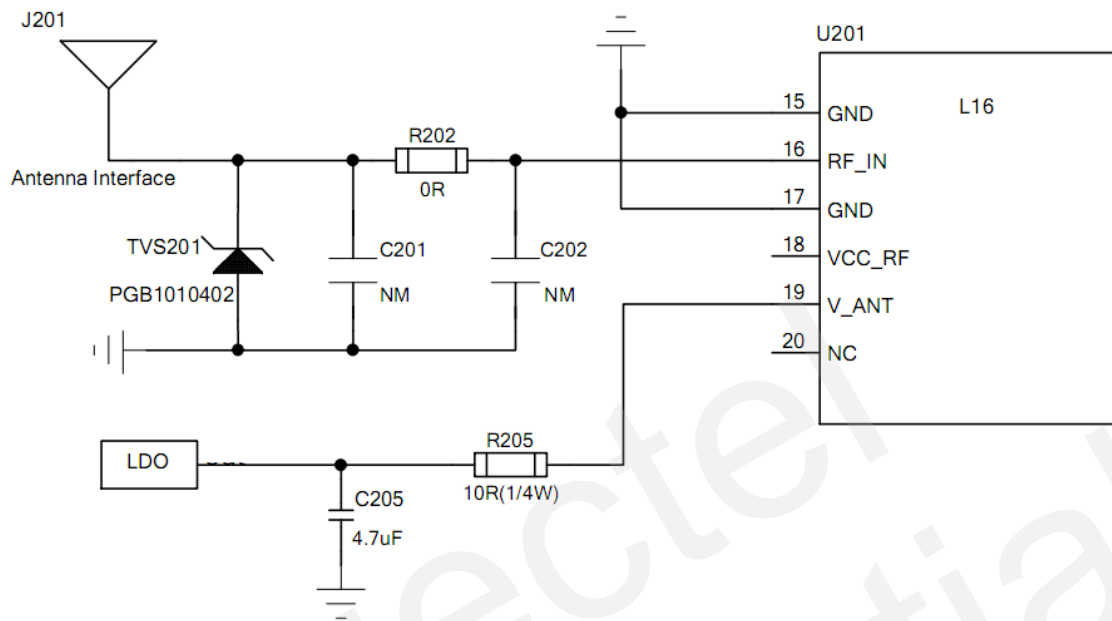 J201
U201
15
GND
L16
R202
16
RF_IN
0R
Antenna Interface
17
GND
TVS201
C201
C202
18
VCC_RF
PGB1010402
NM
NM
19
V_ANT
20
NC
LDO
R205
10R(1/4W)
C205
4.7uF